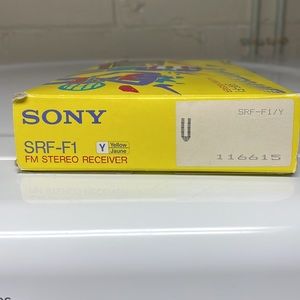 SONY
SRF-F1
Y Yellow
Jaune
FM STEREO RECEIVER
SRF-F1/Y
U
116615